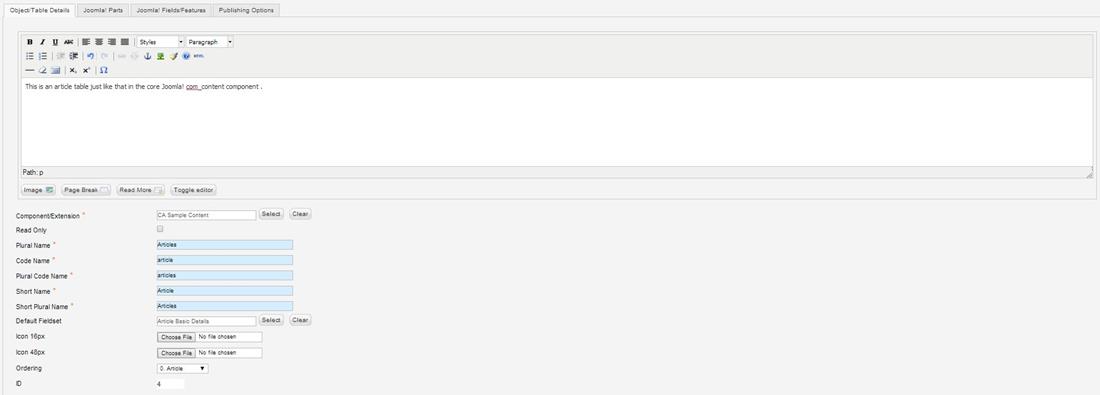 Object/Table Details Joomla! Parts Joomla! Fields/Features Publishing Options
B I U ABC Styles Paragraph
HTML
This is an article table just like that in the core Joomla! com_content component .
Path: p
Image Page Break Read More Toggle editor
Component/Extension * CA Sample Content Select Clear
Read Only
Plural Name * Articles
Code Name * article
Plural Code Name * articles
Short Name * Article
Short Plural Name * Articles
Default Fieldset Article Basic Details Select Clear
Icon 16px Choose File No file chosen
Icon 48px Choose File No file chosen
Ordering 0. Article
ID 4